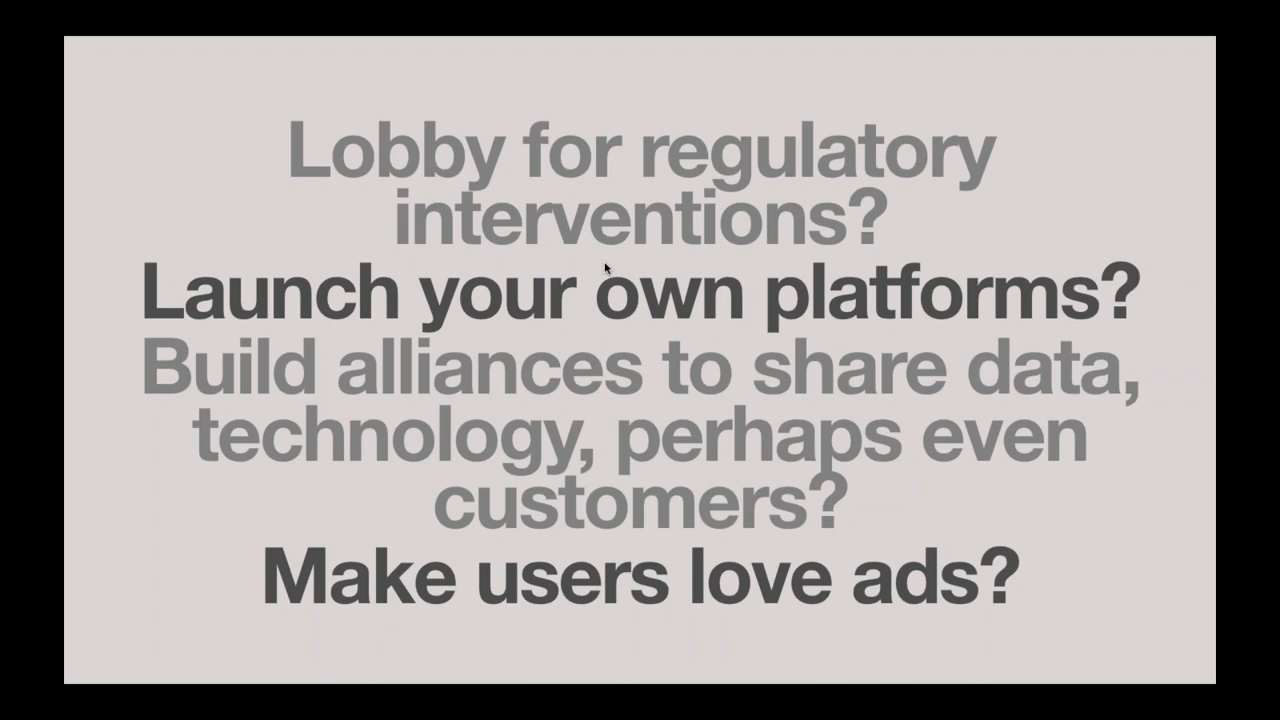 Lobby for regulatory
interventions?
Launch your own platforms?
Build alliances to share data,
technology, perhaps even
customers?
Make users love ads?